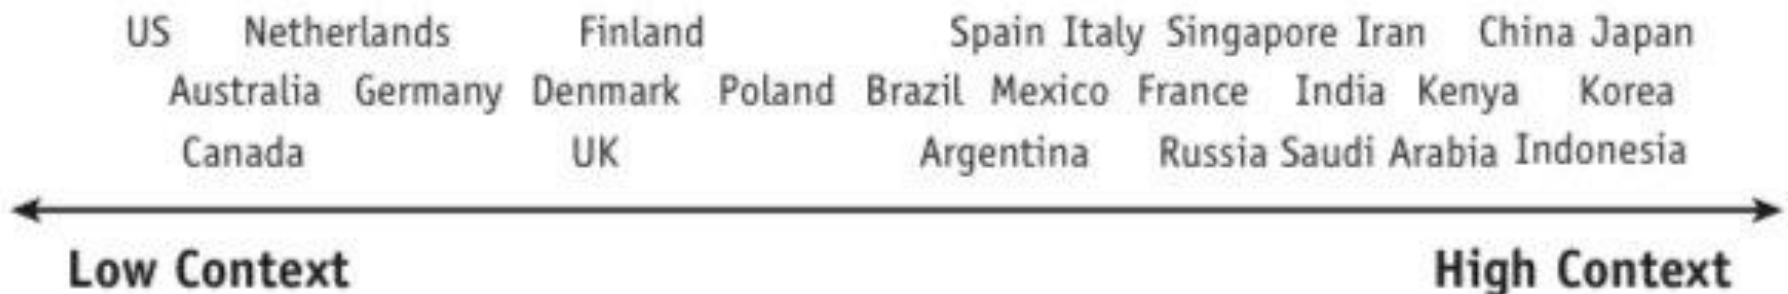 US Netherlands Finland Spain Italy Singapore Iran China Japan
Australia Germany Denmark Poland Brazil Mexico France India Kenya Korea
Canada UK Argentina Russia Saudi Arabia Indonesia
Low Context High Context